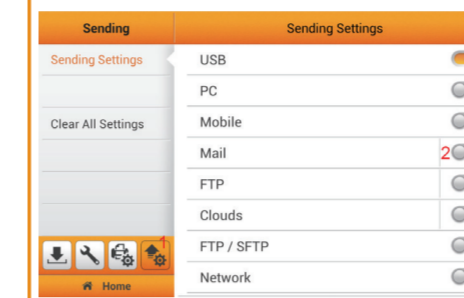 Sending
Sending Settings
Sending Settings
Clear All Settings
USB
PC
Mobile
Mail
2
FTP
Clouds
FTP / SFTP
Network
1
Home